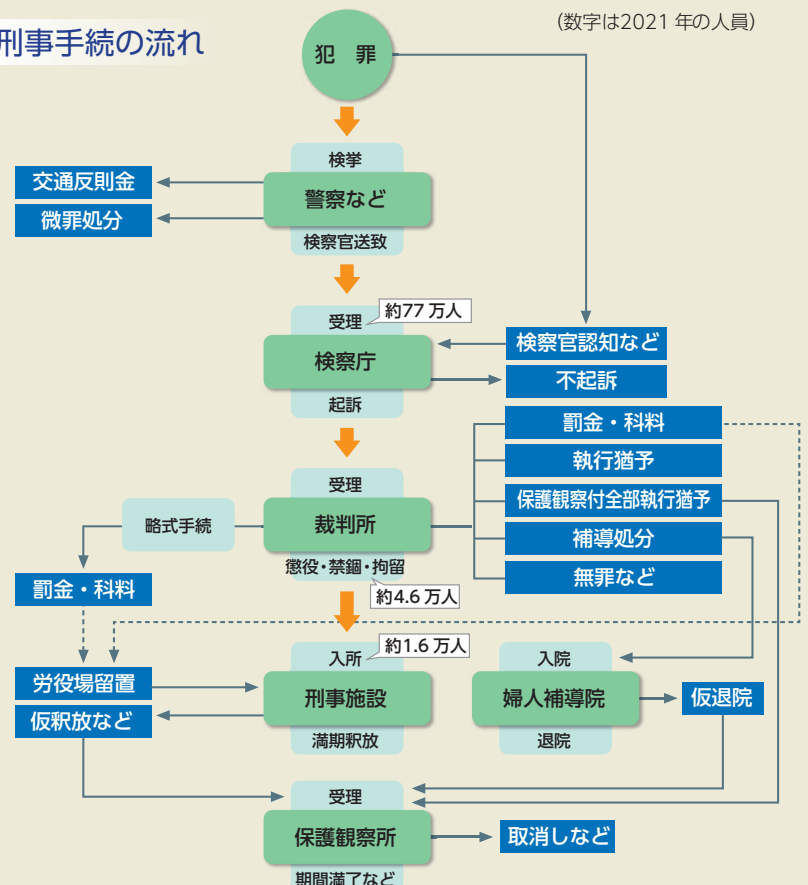 刑事手続の流れ
(数字は2021 年の人員)
犯 罪
検挙
警察など
検察官送致
交通反則金
微罪処分
受理
約77 万人
検察庁
起訴
検察官認知など
不起訴
罰金・科料
執行猶予
保護観察付全部執行猶予
補導処分
無罪など
受理
裁判所
懲役・禁錮・拘留
約4.6 万人
略式手続
罰金・科料
労役場留置
仮釈放など
入所
約1.6 万人
刑事施設
満期釈放
入院
婦人補導院
退院
仮退院
受理
保護観察所
期間満了など
取消しなど